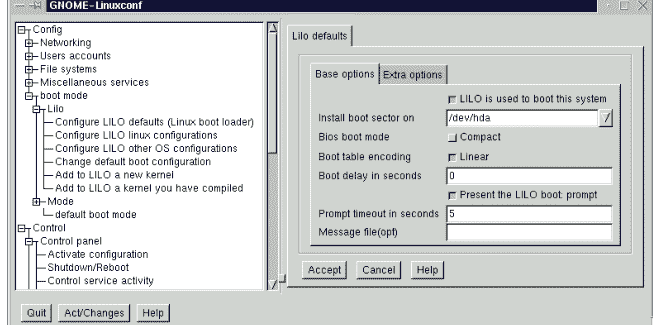 GNOME-Linuxconf
Config
Networking
Users accounts
File systems
Miscellaneous services
boot mode
Lilo
Configure LILO defaults (Linux boot loader)
Configure LILO linux configurations
Configure LILO other OS configurations
Change default boot configuration
Add to LILO a new kernel
Add to LILO a kernel you have compiled
Mode
default boot mode
Control
Control panel
Activate configuration
Shutdown/Reboot
Control service activity
Lilo defaults
Base options Extra options
LILO is used to boot this system
Install boot sector on /dev/hda
Bios boot mode Compact
Boot table encoding Linear
Boot delay in seconds 0
Present the LILO boot: prompt
Prompt timeout in seconds 5
Message file(opt)
Accept Cancel Help
Quit Act/Changes Help